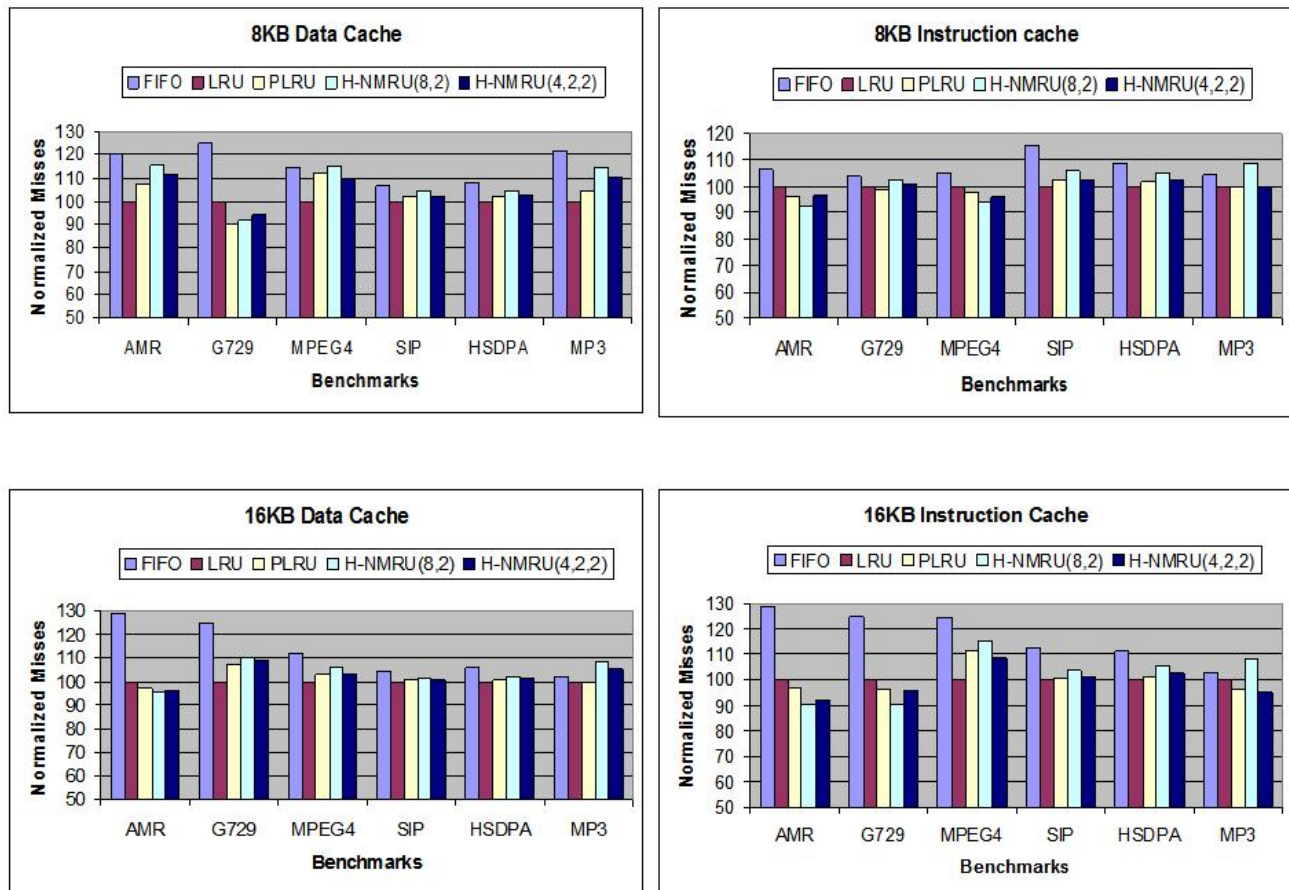 8KB Data Cache
FIFO LRU PLRU H-NMRU(8,2) H-NMRU(4,2,2)
Normalized Misses
130
120
110
100
90
80
70
60
50
AMR G729 MPEG4 SIP HSDPA MP3
Benchmarks
8KB Instruction cache
FIFO LRU PLRU H-NMRU(8,2) H-NMRU(4,2,2)
Normalized Misses
120
110
100
90
80
70
60
50
AMR G729 MPEG4 SIP HSDPA MP3
Benchmarks
16KB Data Cache
FIFO LRU PLRU H-NMRU(8,2) H-NMRU(4,2,2)
Normalized Misses
130
120
110
100
90
80
70
60
50
AMR G729 MPEG4 SIP HSDPA MP3
Benchmarks
16KB Instruction Cache
FIFO LRU PLRU H-NMRU(8,2) H-NMRU(4,2,2)
Normalized Misses
130
120
110
100
90
80
70
60
50
AMR G729 MPEG4 SIP HSDPA MP3
Benchmarks